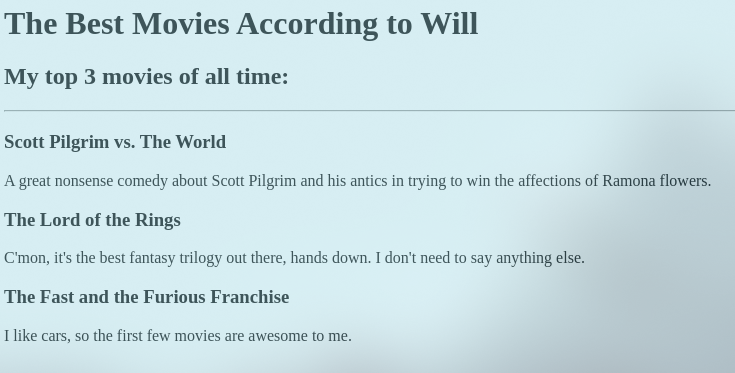 The Best Movies According to Will
My top 3 movies of all time:
Scott Pilgrim vs. The World
A great nonsense comedy about Scott Pilgrim and his antics in trying to win the affections of Ramona flowers.
The Lord of the Rings
C'mon, it's the best fantasy trilogy out there, hands down. I don't need to say anything else.
The Fast and the Furious Franchise
I like cars, so the first few movies are awesome to me.